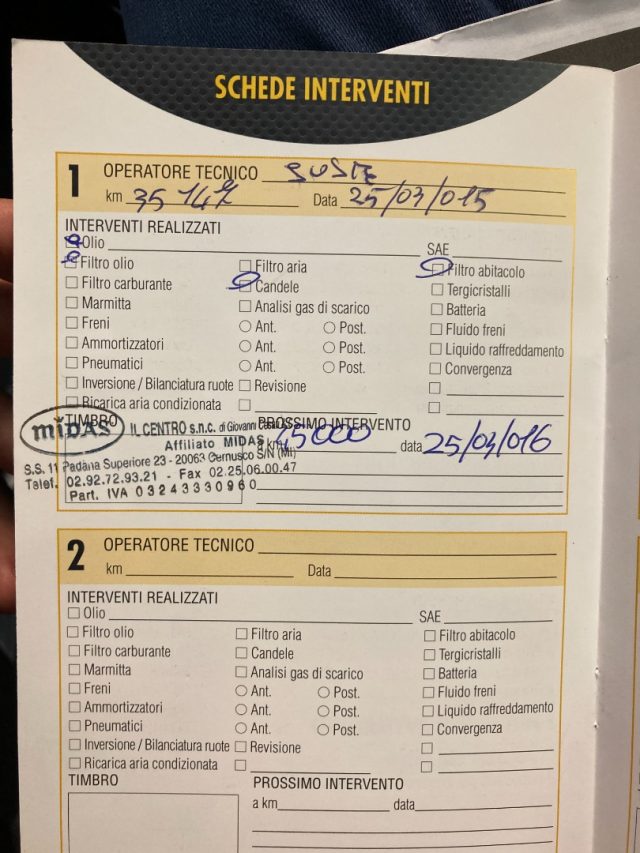 SCHEDE INTERVENTI
1 OPERATORE TECNICO
km 35 147 Data 25/03/015
INTERVENTI REALIZZATI
Olio SAE
Filtro olio Filtro aria Filtro abitacolo
Filtro carburante Candele Tergicristalli
Marmitta Analisi gas di scarico Batteria
Freni Ant. Post. Fluido freni
Ammortizzatori Ant. Post. Liquido raffreddamento
Pneumatici Ant. Post. Convergenza
Inversione / Bilanciatura ruote Revisione
Ricarica aria condizionata
TIMBRO PROSSIMO INTERVENTO
MIDAS IL CENTRO s.n.c. di Giovanni
Affiliato MIDAS
a km 45000 data 25/03/016
S.S. 11 Padana Superiore 23 - 20063 Cernusco S/N (MI)
Telef. 02.92.72.93.21 - Fax 02.25.06.00.47
Part. IVA 03243330960
2 OPERATORE TECNICO
km Data
INTERVENTI REALIZZATI
Olio SAE
Filtro olio Filtro aria Filtro abitacolo
Filtro carburante Candele Tergicristalli
Marmitta Analisi gas di scarico Batteria
Freni Ant. Post. Fluido freni
Ammortizzatori Ant. Post. Liquido raffreddamento
Pneumatici Ant. Post. Convergenza
Inversione / Bilanciatura ruote Revisione
Ricarica aria condizionata
TIMBRO PROSSIMO INTERVENTO
a km data